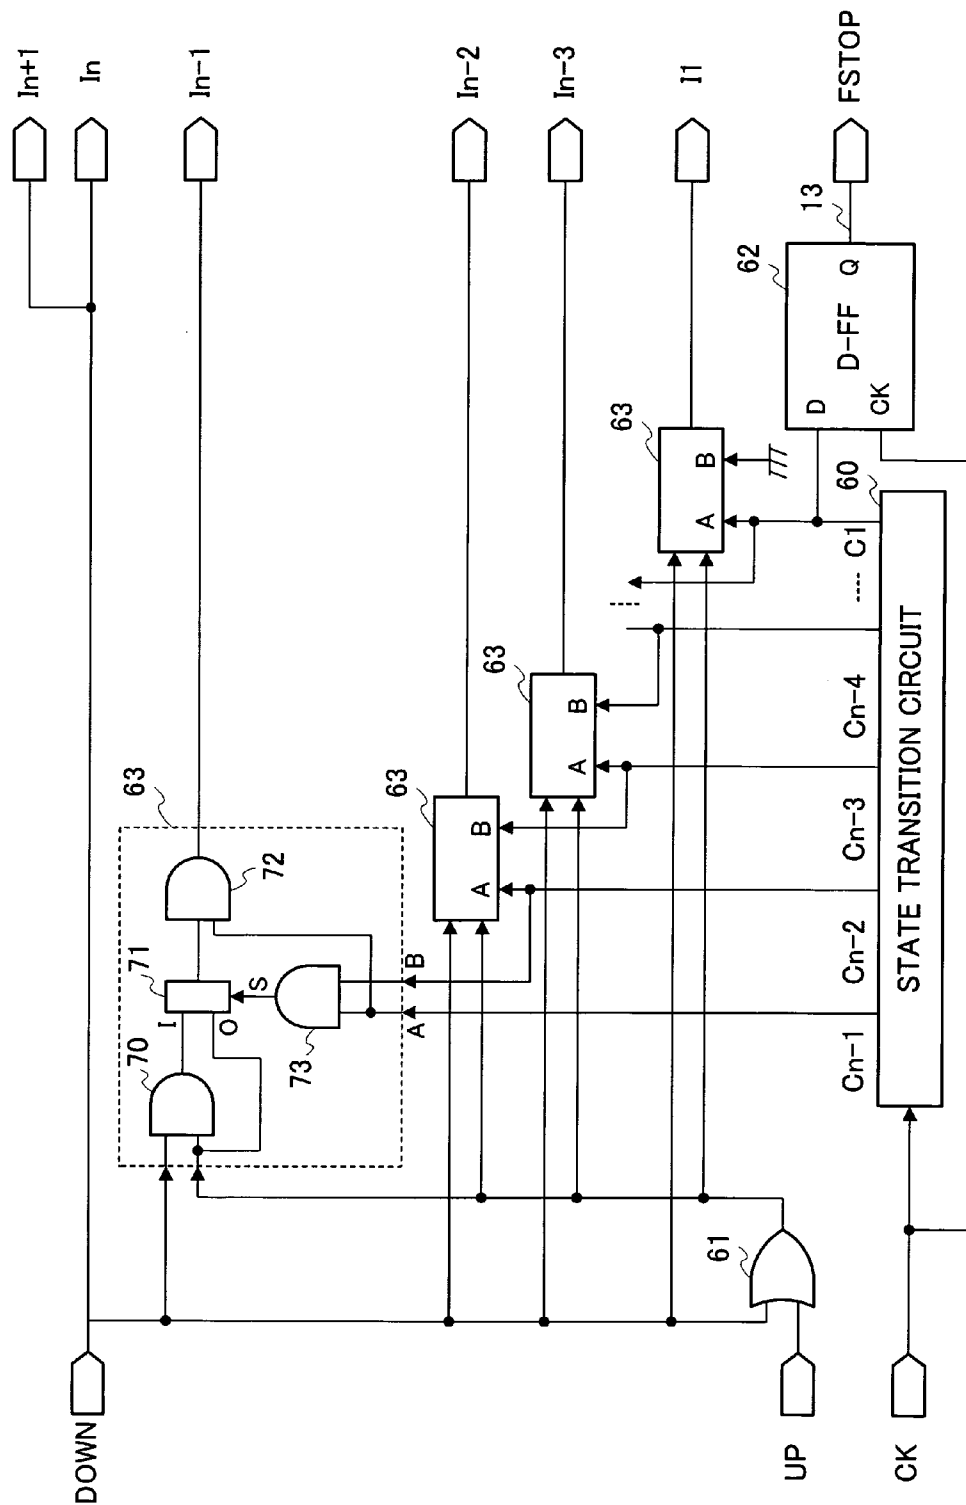 In+1
In
In-1
In-2
In-3
I1
FSTOP
13
62
D-FF
D
Q
CK
63
72
71
70
73
I
O
S
A
B
63
A
B
63
A
B
63
A
B
60
Cn-1
Cn-2
Cn-3
Cn-4
----
C1
STATE TRANSITION CIRCUIT
61
DOWN
UP
CK